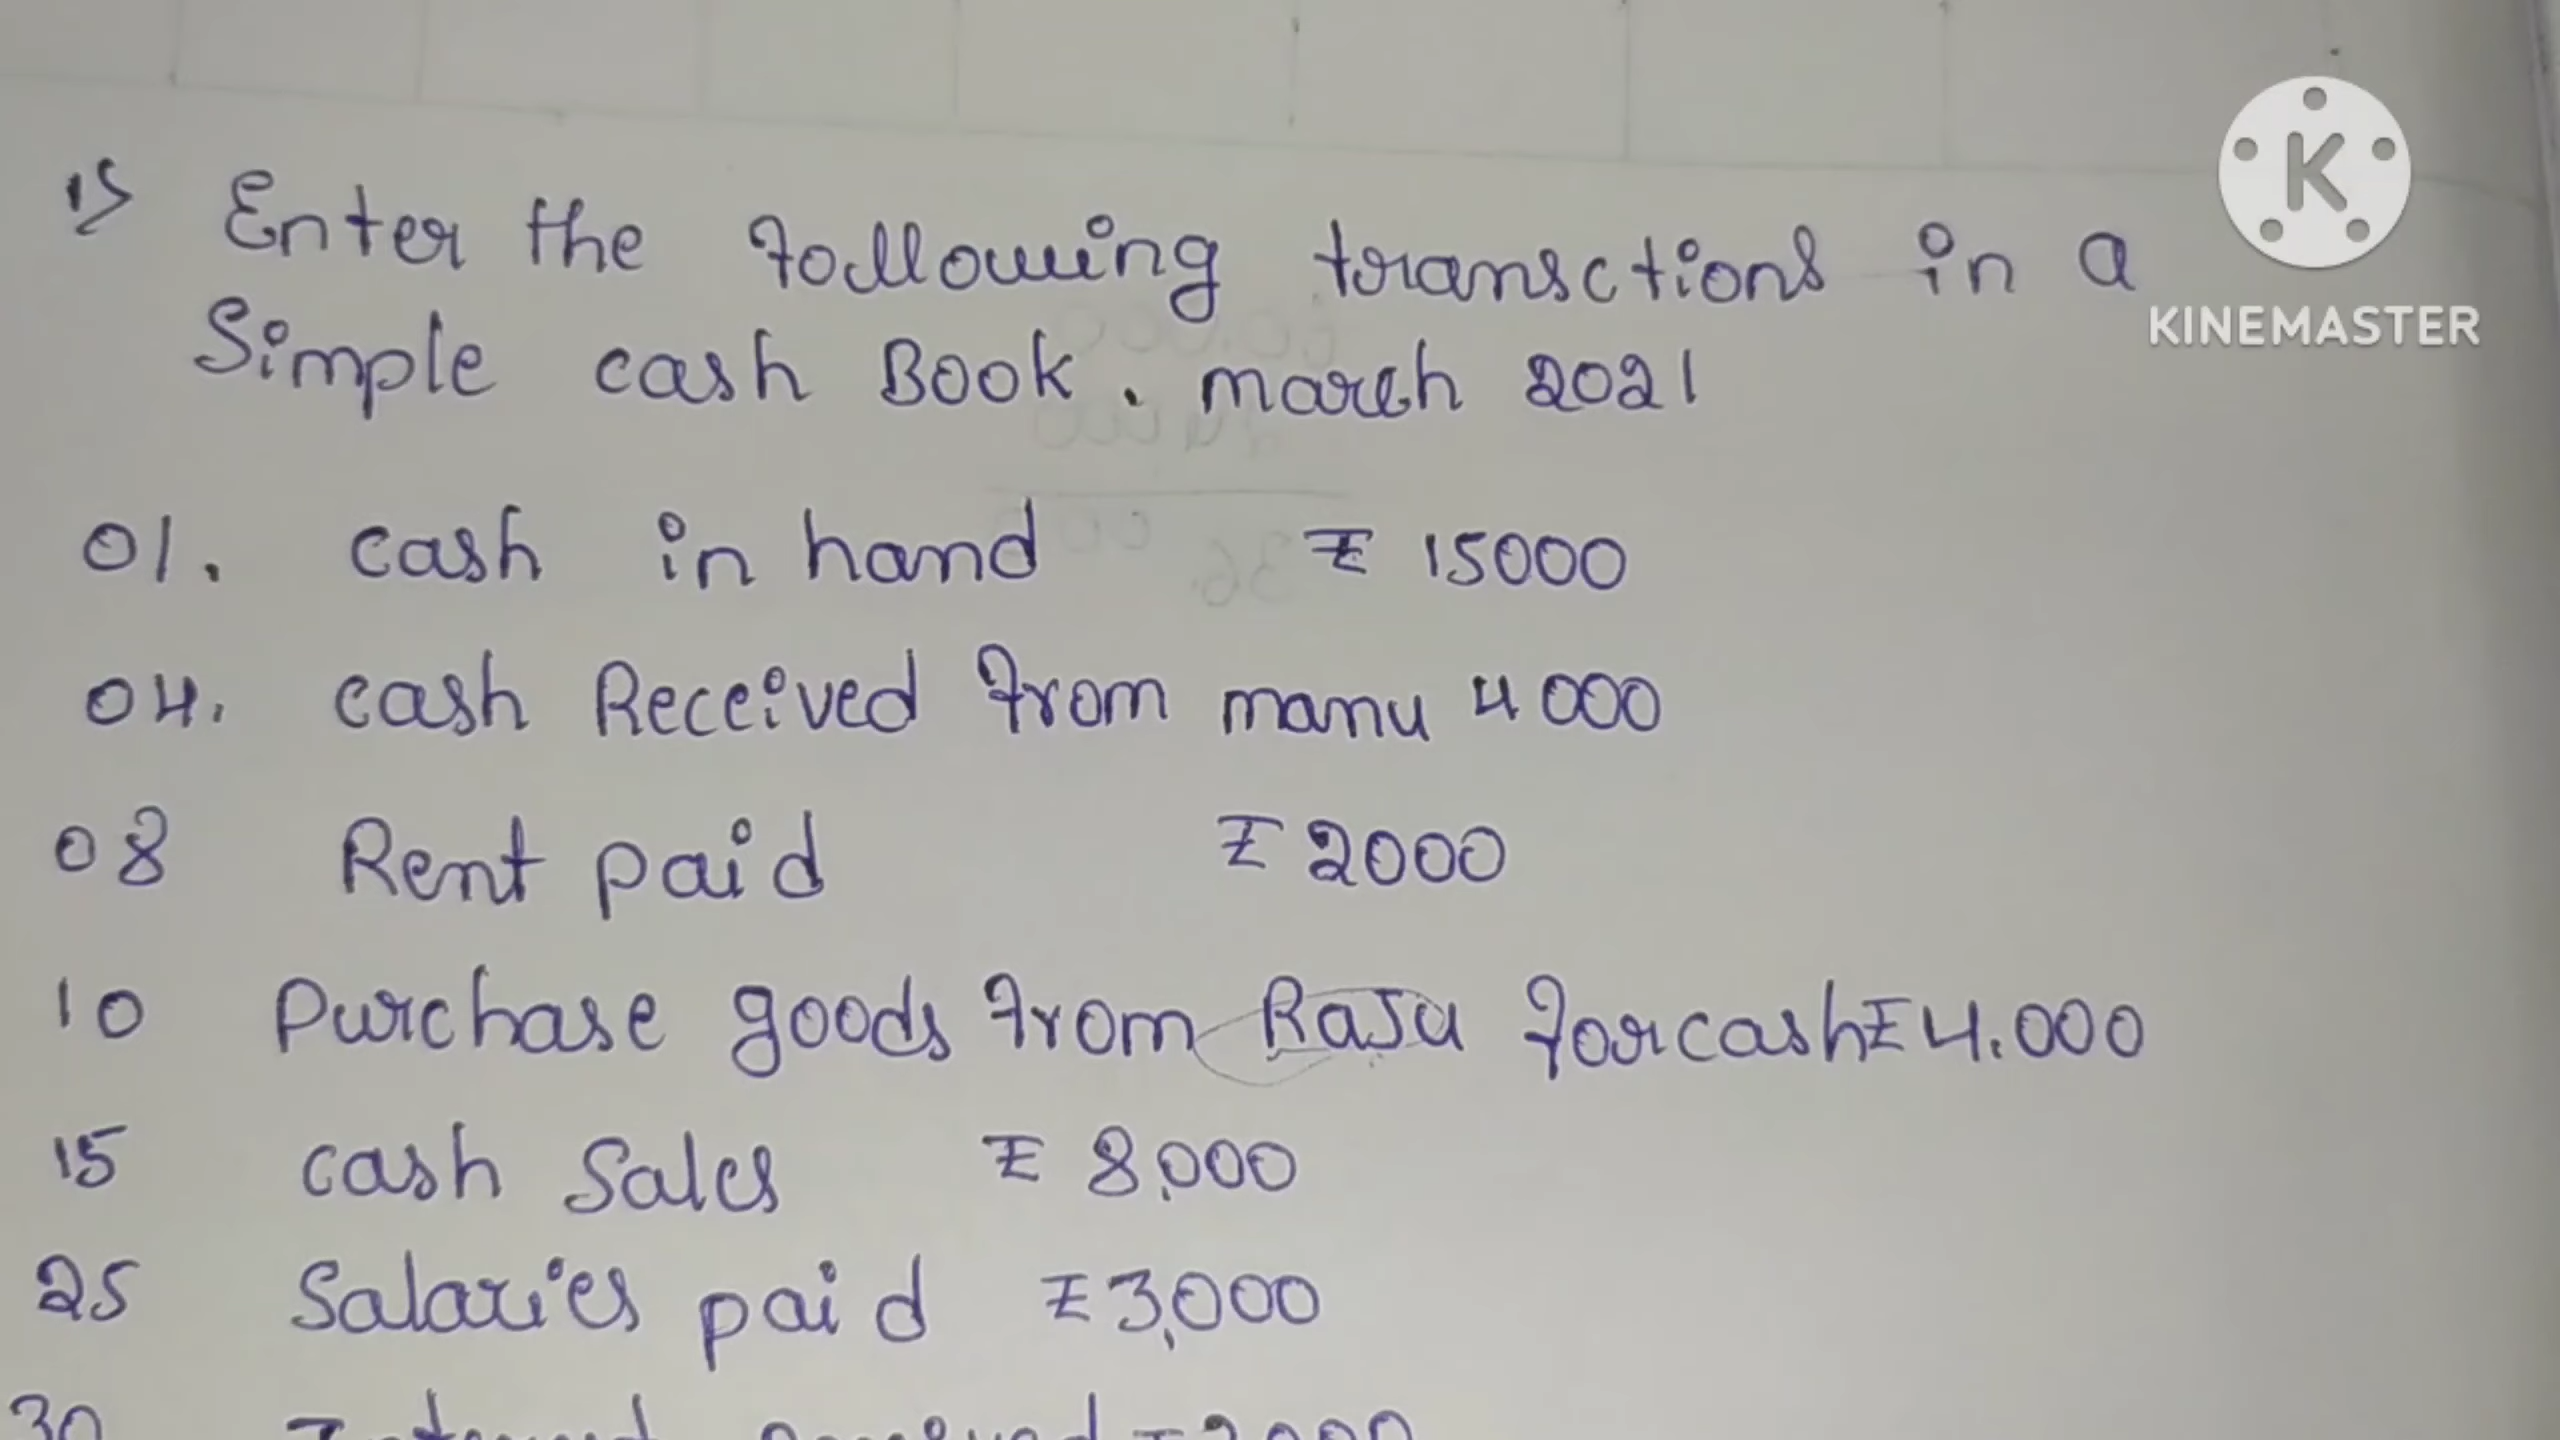 1) Enter the following transctions in a
Simple cash Book. march 2021
01. cash in hand ₹ 15000
04. cash Received from manu 4000
08 Rent paid ₹ 2000
10 Purchase goods from Raju for cash ₹ 4.000
15 cash Sales ₹ 8,000
25 Salaries paid ₹ 3,000
30
K
KINEMASTER